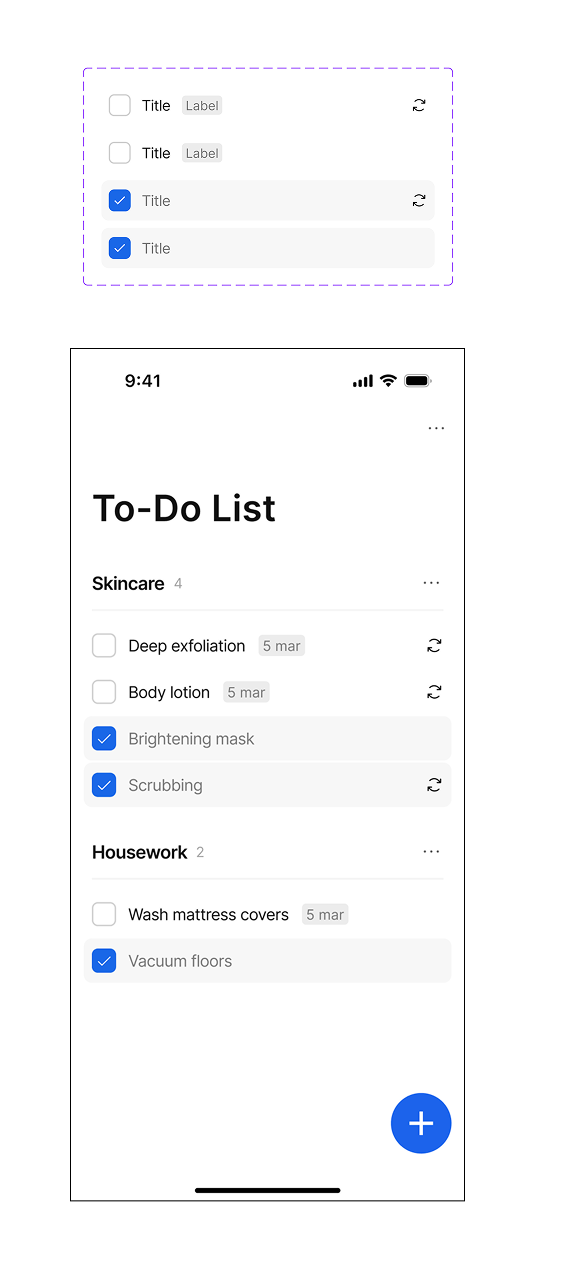 Title Label
Title Label
Title
Title
9:41
To-Do List
Skincare 4
Deep exfoliation 5 mar
Body lotion 5 mar
Brightening mask
Scrubbing
Housework 2
Wash mattress covers 5 mar
Vacuum floors